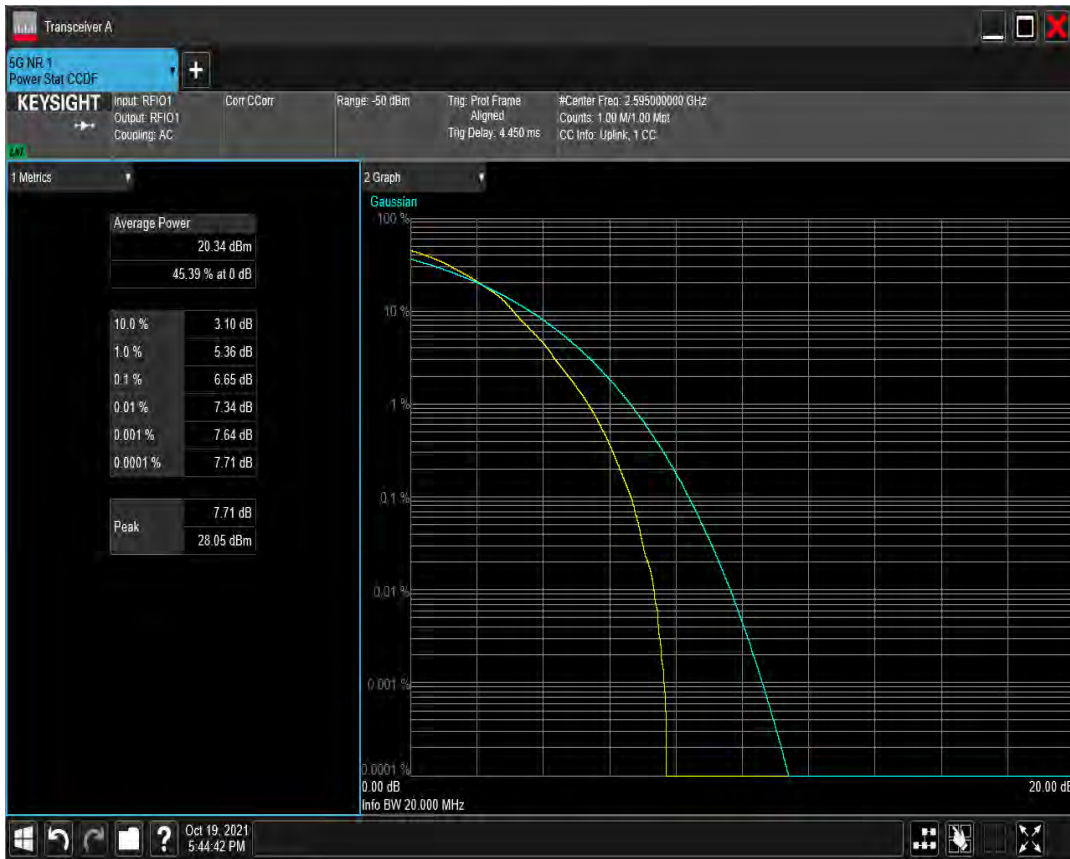 Transceiver A
5G NR 1
Power Stat CCDF
+
KEYSIGHT
Input: RFIO1
Output: RFIO1
Coupling: AC
Corr CCorr
Range: -50 dBm
Trig: Prot Frame
Aligned
Trig Delay: 4.450 ms
#Center Freq: 2.595000000 GHz
Counts: 1.00 M/1.00 Mpt
CC Info: Uplink, 1 CC
1 Metrics
Average Power
20.34 dBm
45.39 % at 0 dB
10.0 % 3.10 dB
1.0 % 5.36 dB
0.1 % 6.65 dB
0.01 % 7.34 dB
0.001 % 7.64 dB
0.0001 % 7.71 dB
Peak
7.71 dB
28.05 dBm
2 Graph
Gaussian
100 %
10 %
1 %
0.1 %
0.01 %
0.001 %
0.0001 %
0.00 dB
20.00 dB
Info BW 20.000 MHz
?
Oct 19, 2021
5:44:42 PM